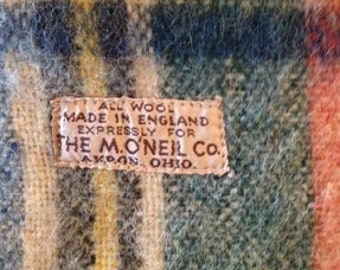 ALL WOOL
MADE IN ENGLAND
EXPRESSLY FOR
THE M. O'NEIL CO.
AKRON, OHIO.